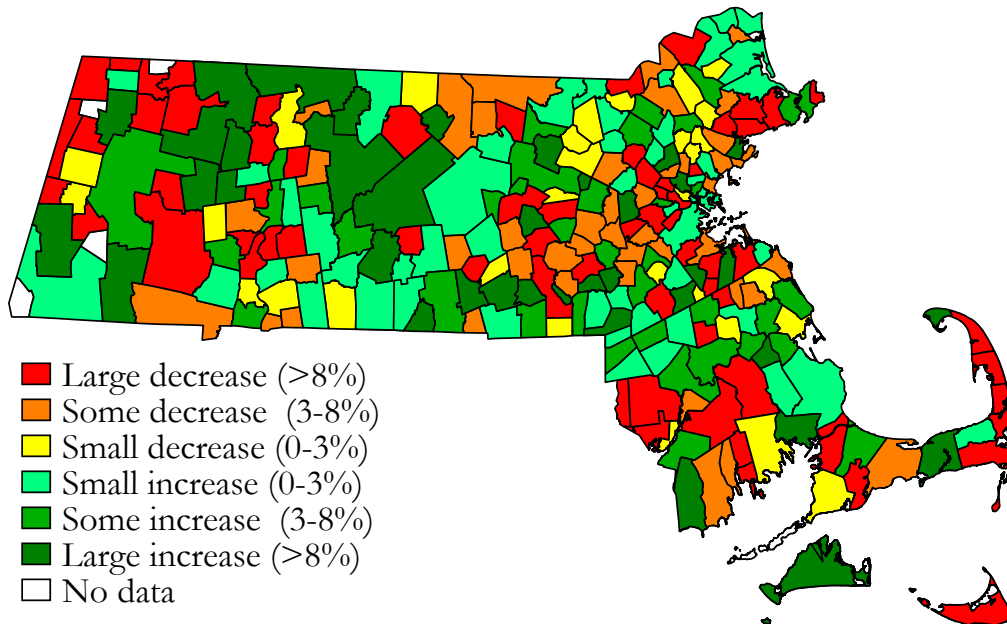 Large decrease (>8%)
Some decrease (3-8%)
Small decrease (0-3%)
Small increase (0-3%)
Some increase (3-8%)
Large increase (>8%)
No data